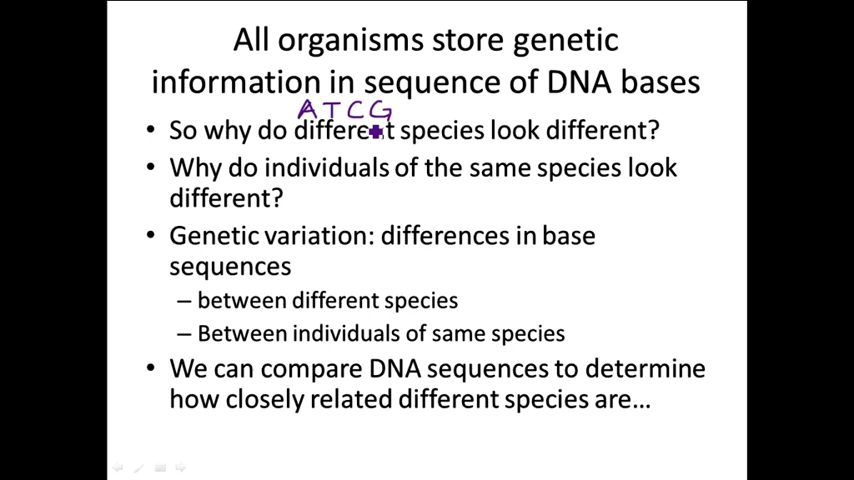 All organisms store genetic
information in sequence of DNA bases
A T C G
• So why do different species look different?
• Why do individuals of the same species look
different?
• Genetic variation: differences in base
sequences
– between different species
– Between individuals of same species
• We can compare DNA sequences to determine
how closely related different species are…